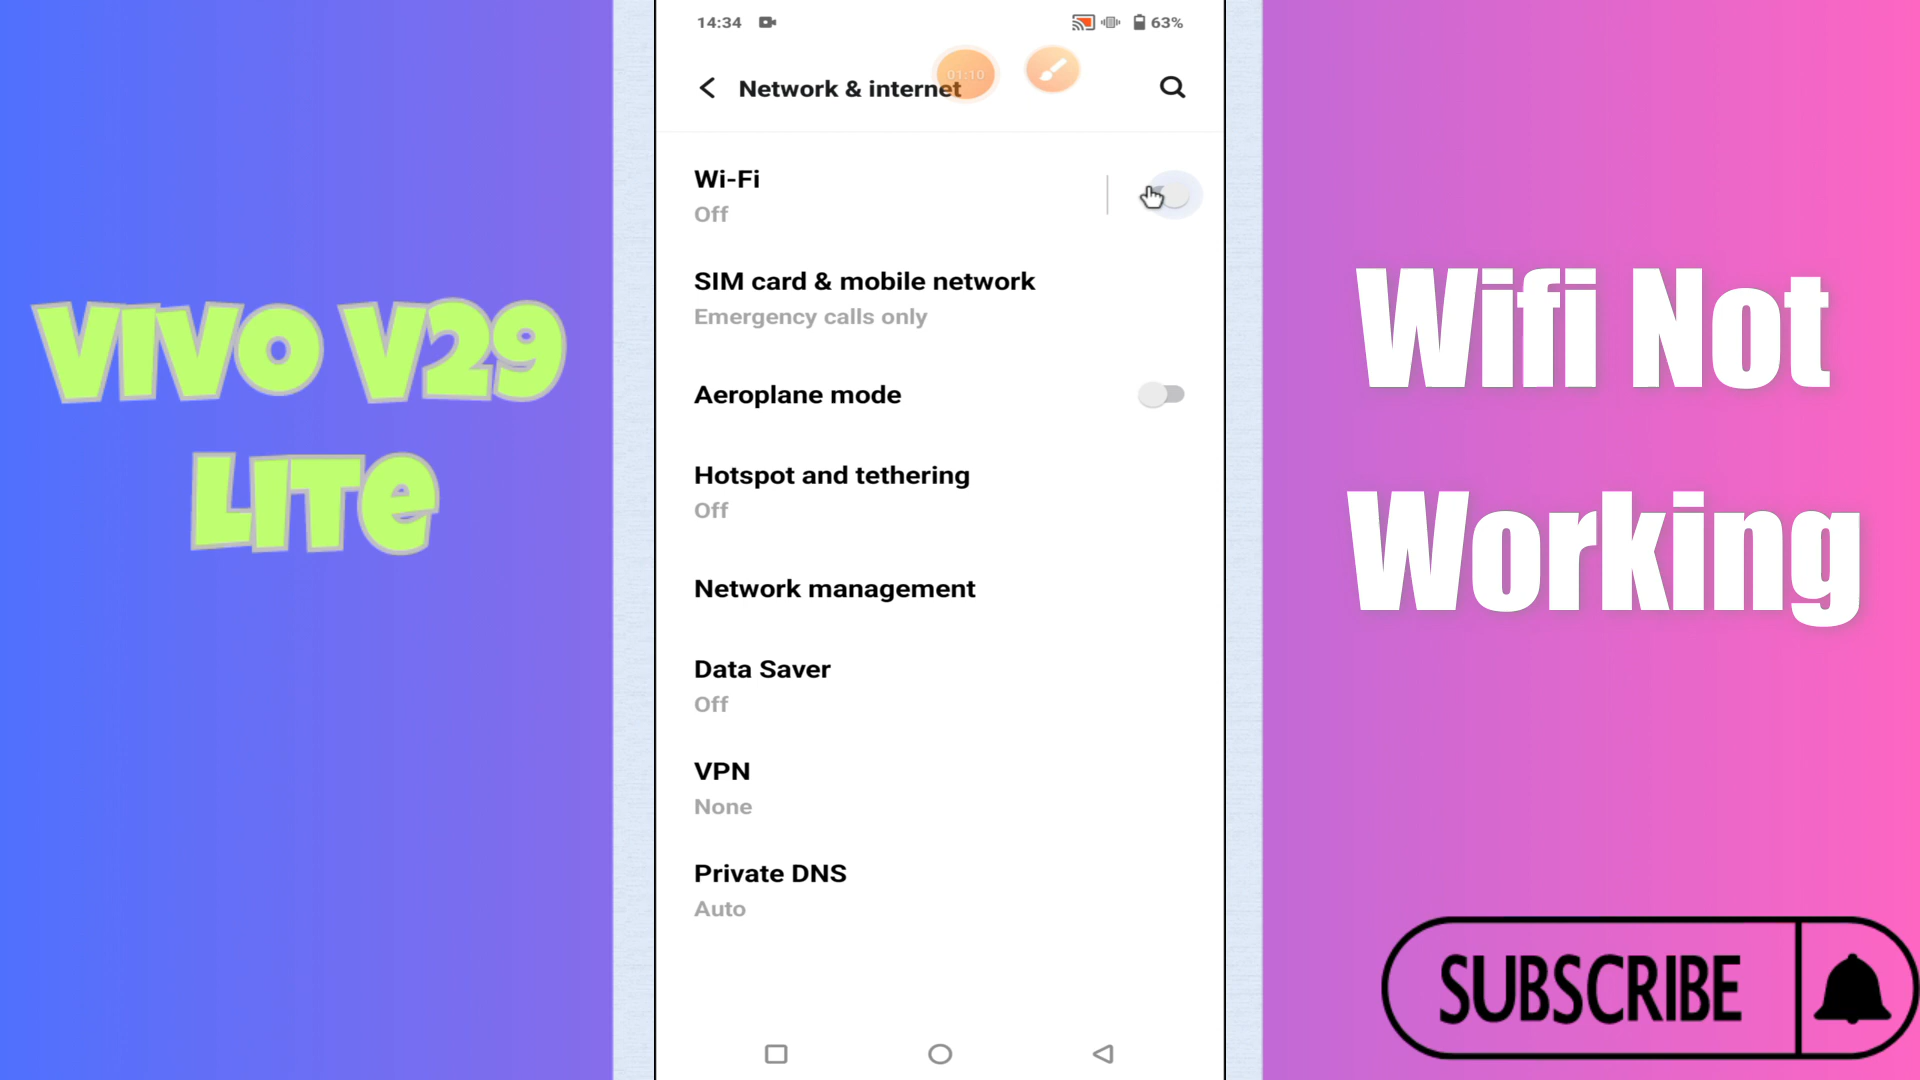 14:34
63%
01:10
Network & internet
Wi-Fi
Off
SIM card & mobile network
Emergency calls only
Aeroplane mode
Hotspot and tethering
Off
Network management
Data Saver
Off
VPN
None
Private DNS
Auto
VIVO V29
LITe
Wifi Not
Working
SUBSCRIBE